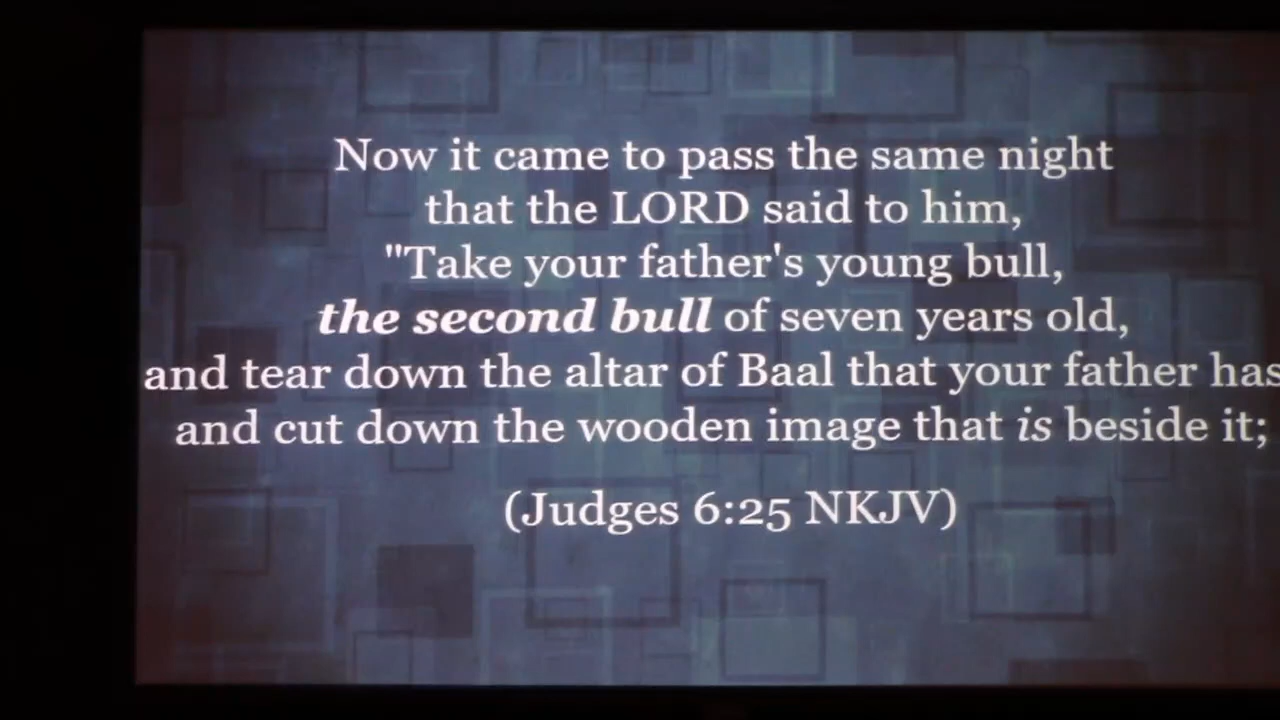 Now it came to pass the same night
that the LORD said to him,
"Take your father's young bull,
the second bull of seven years old,
and tear down the altar of Baal that your father has
and cut down the wooden image that is beside it;
(Judges 6:25 NKJV)